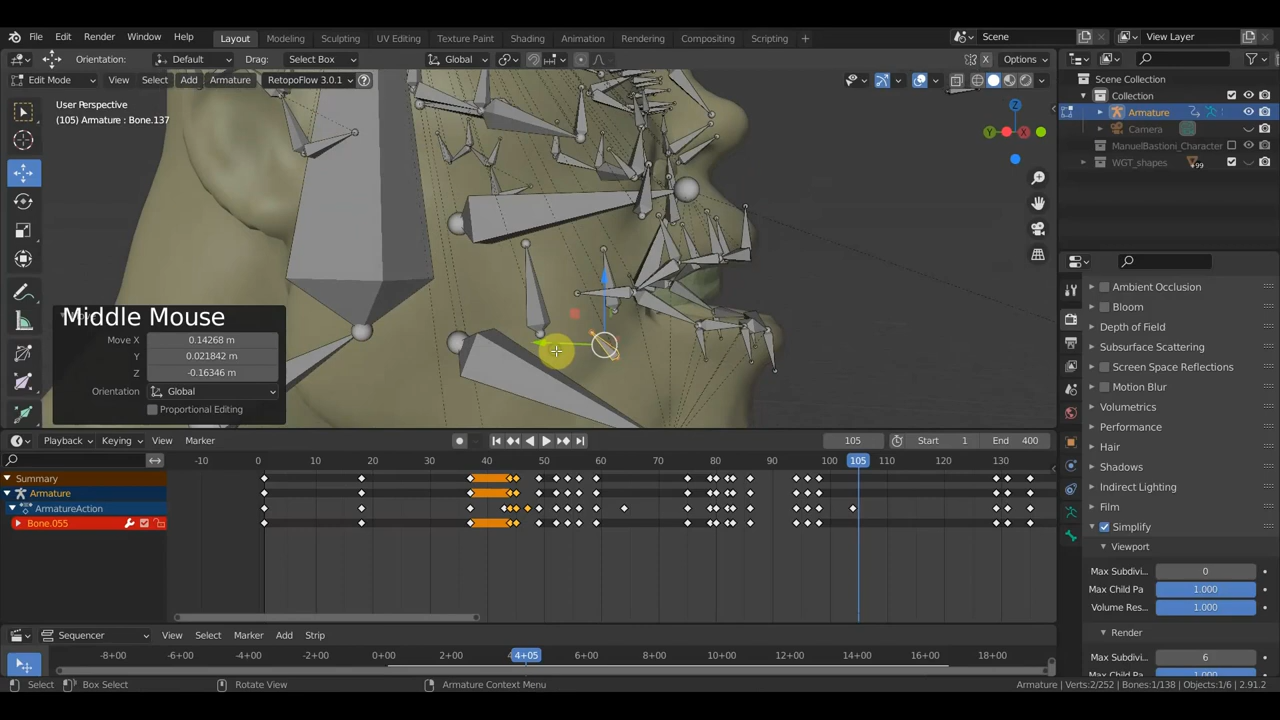 File Edit Render Window Help Layout Modeling Sculpting UV Editing Texture Paint Shading Animation Rendering Compositing Scripting + Scene View Layer
Orientation: Default Drag: Select Box Global Options
Edit Mode View Select Add Armature RetopoFlow 3.0.1
User Perspective
(105) Armature : Bone.137
Middle Mouse
Move X 0.14268 m
Y 0.021842 m
Z -0.16346 m
Orientation Global
Proportional Editing
Z
Y X
Scene Collection
Collection
Armature
Camera
ManuelBastioni_Character
WGT_shapes 99
Ambient Occlusion
Bloom
Depth of Field
Subsurface Scattering
Screen Space Reflections
Motion Blur
Volumetrics
Performance
Hair
Shadows
Indirect Lighting
Film
Simplify
Viewport
Max Subdivi... 0
Max Child Pa 1.000
Volume Res... 1.000
Render
Max Subdivi... 6
Playback Keying View Marker 105 Start 1 End 400
-10 0 10 20 30 40 50 60 70 80 90 100 105 110 120 130
Summary
Armature
ArmatureAction
Bone.055
Sequencer View Select Marker Add Strip
-8+00 -6+00 -4+00 -2+00 0+00 2+00 4+05 6+00 8+00 10+00 12+00 14+00 16+00 18+00
Select Box Select Rotate View Armature Context Menu Armature | Verts:2/252 | Bones:1/138 | Objects:1/6 | 2.91.2